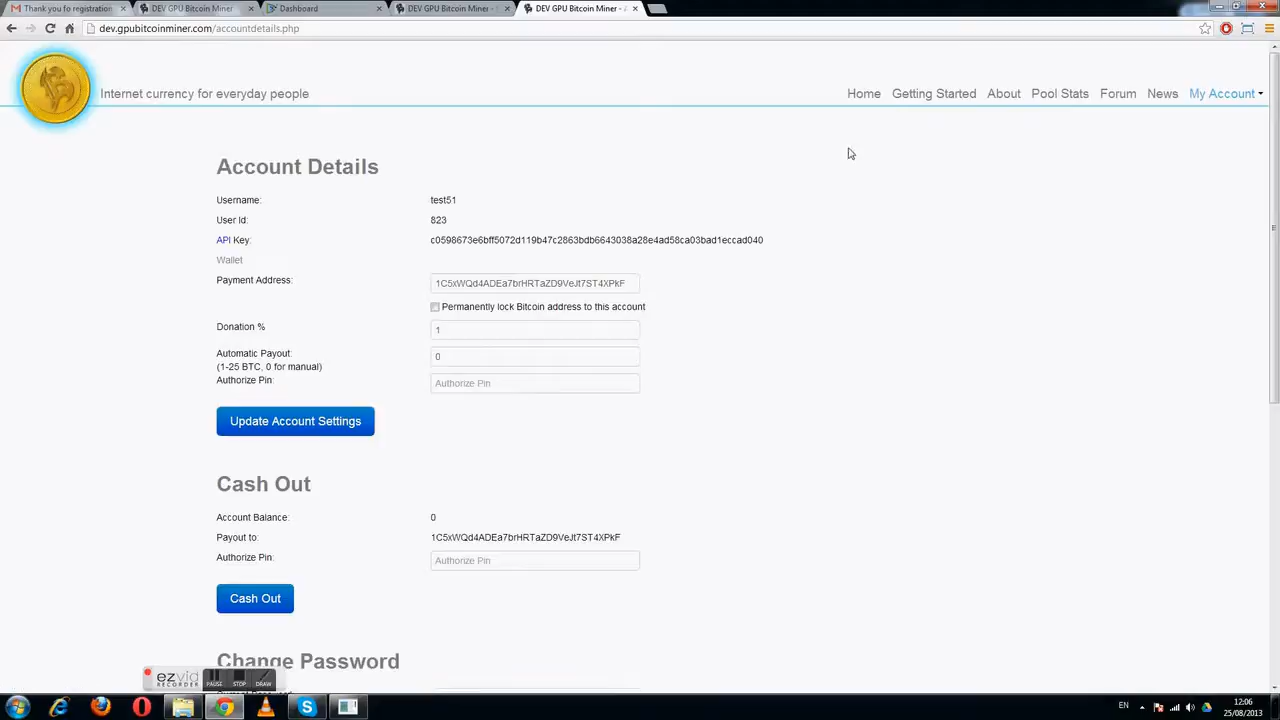 Thank you fo registration
DEV GPU Bitcoin Miner
Dashboard
DEV GPU Bitcoin Miner - S
DEV GPU Bitcoin Miner - A
dev.gpubitcoinminer.com/accountdetails.php
Internet currency for everyday people
Home Getting Started About Pool Stats Forum News My Account
Account Details
Username: test51
User Id: 823
API Key: c0598673e6bff5072d119b47c2863bdb6643038a28e4ad58ca03bad1eccad040
Wallet
Payment Address: 1C5xWQd4ADEa7brHRTaZD9VeJt7ST4XPkF
Permanently lock Bitcoin address to this account
Donation % 1
Automatic Payout: 0
(1-25 BTC, 0 for manual)
Authorize Pin: Authorize Pin
Update Account Settings
Cash Out
Account Balance: 0
Payout to: 1C5xWQd4ADEa7brHRTaZD9VeJt7ST4XPkF
Authorize Pin: Authorize Pin
Cash Out
Change Password
ezvid
RECORDER
PAUSE STOP DRAW
EN
12:06
25/08/2013